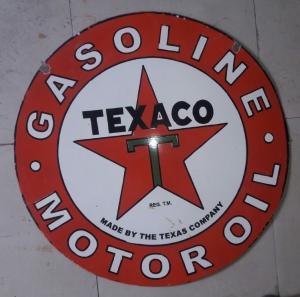 GASOLINE
TEXACO
T
REG. T.M.
MADE BY THE TEXAS COMPANY
• MOTOR OIL •